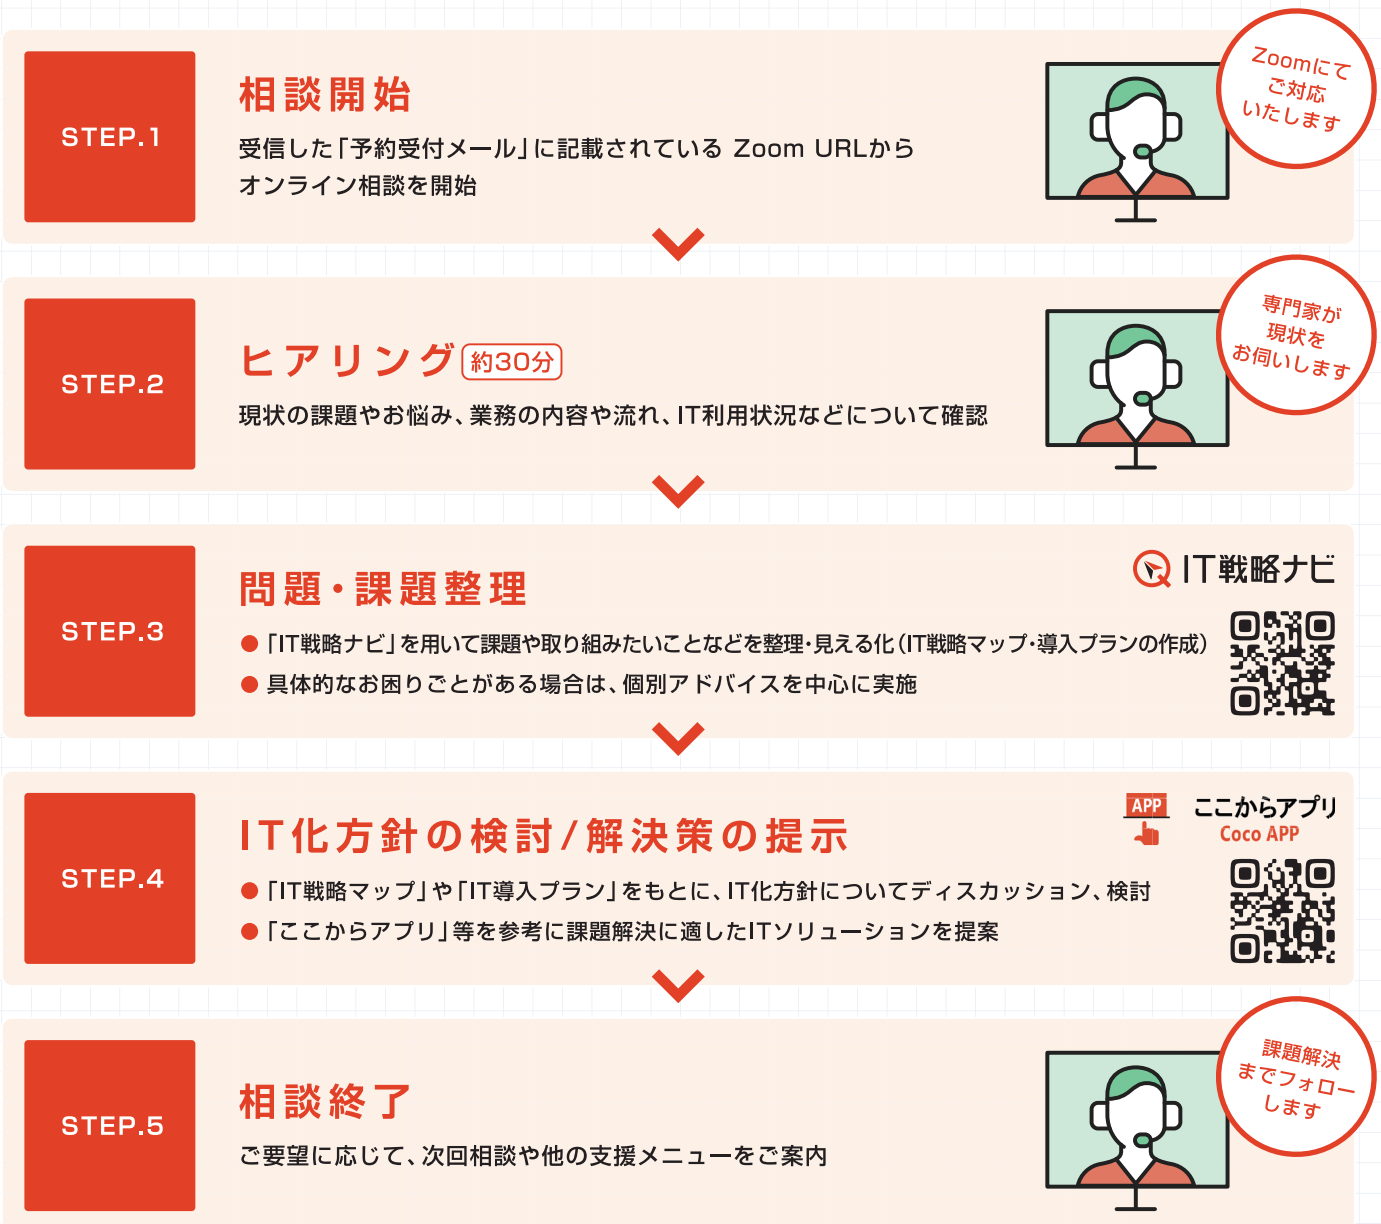 STEP.1
相談開始
受信した「予約受付メール」に記載されている Zoom URLから
オンライン相談を開始
Zoomにて
ご対応
いたします
STEP.2
ヒアリング 約30分
現状の課題やお悩み、業務の内容や流れ、IT利用状況などについて確認
専門家が
現状を
お伺いします
STEP.3
問題・課題整理
●「IT戦略ナビ」を用いて課題や取り組みたいことなどを整理・見える化(IT戦略マップ・導入プランの作成)
● 具体的なお困りごとがある場合は、個別アドバイスを中心に実施
IT戦略ナビ
STEP.4
IT化方針の検討/解決策の提示
●「IT戦略マップ」や「IT導入プラン」をもとに、IT化方針についてディスカッション、検討
●「ここからアプリ」等を参考に課題解決に適したITソリューションを提案
APP
ここからアプリ
Coco APP
STEP.5
相談終了
ご要望に応じて、次回相談や他の支援メニューをご案内
課題解決
までフォロー
します